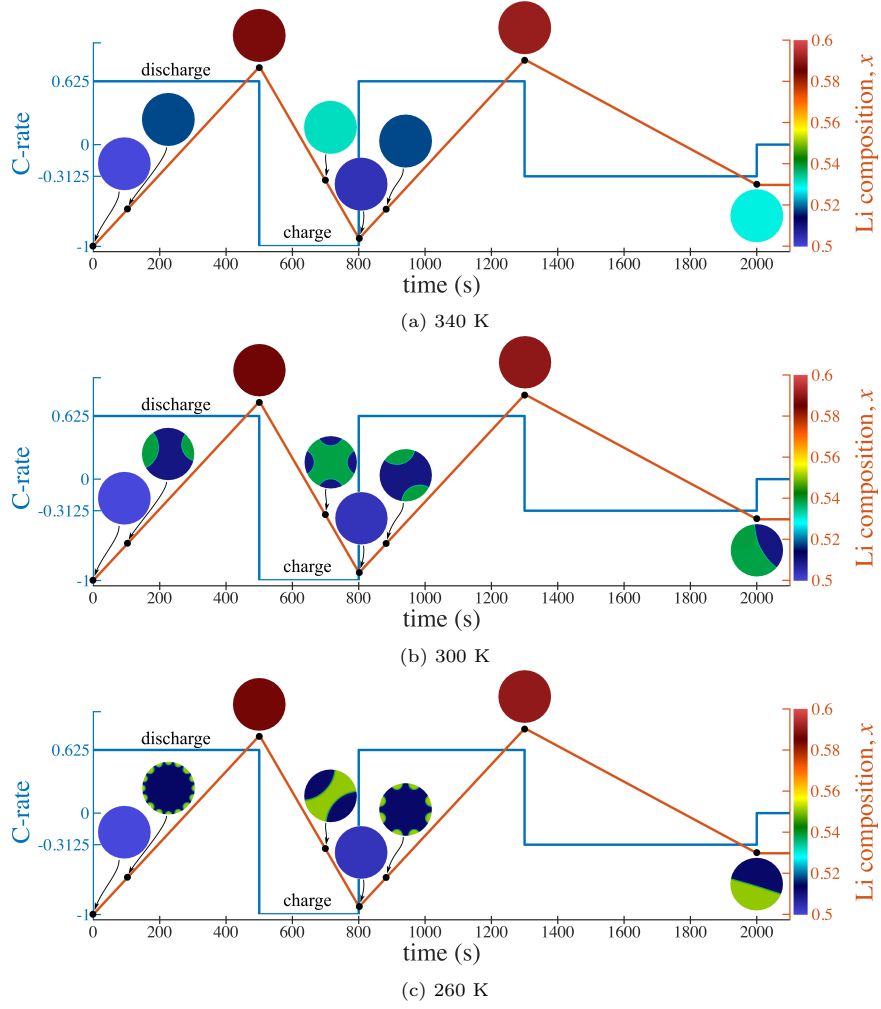 discharge
0.625
0
-0.3125
-1
C-rate
charge
0 200 400 600 800 1000 1200 1400 1600 1800 2000
time (s)
0.6
0.58
0.56
0.54
0.52
0.5
Li composition, x
(a) 340 K
discharge
0.625
0
-0.3125
-1
C-rate
charge
0 200 400 600 800 1000 1200 1400 1600 1800 2000
time (s)
0.6
0.58
0.56
0.54
0.52
0.5
Li composition, x
(b) 300 K
discharge
0.625
0
-0.3125
-1
C-rate
charge
0 200 400 600 800 1000 1200 1400 1600 1800 2000
time (s)
0.6
0.58
0.56
0.54
0.52
0.5
Li composition, x
(c) 260 K